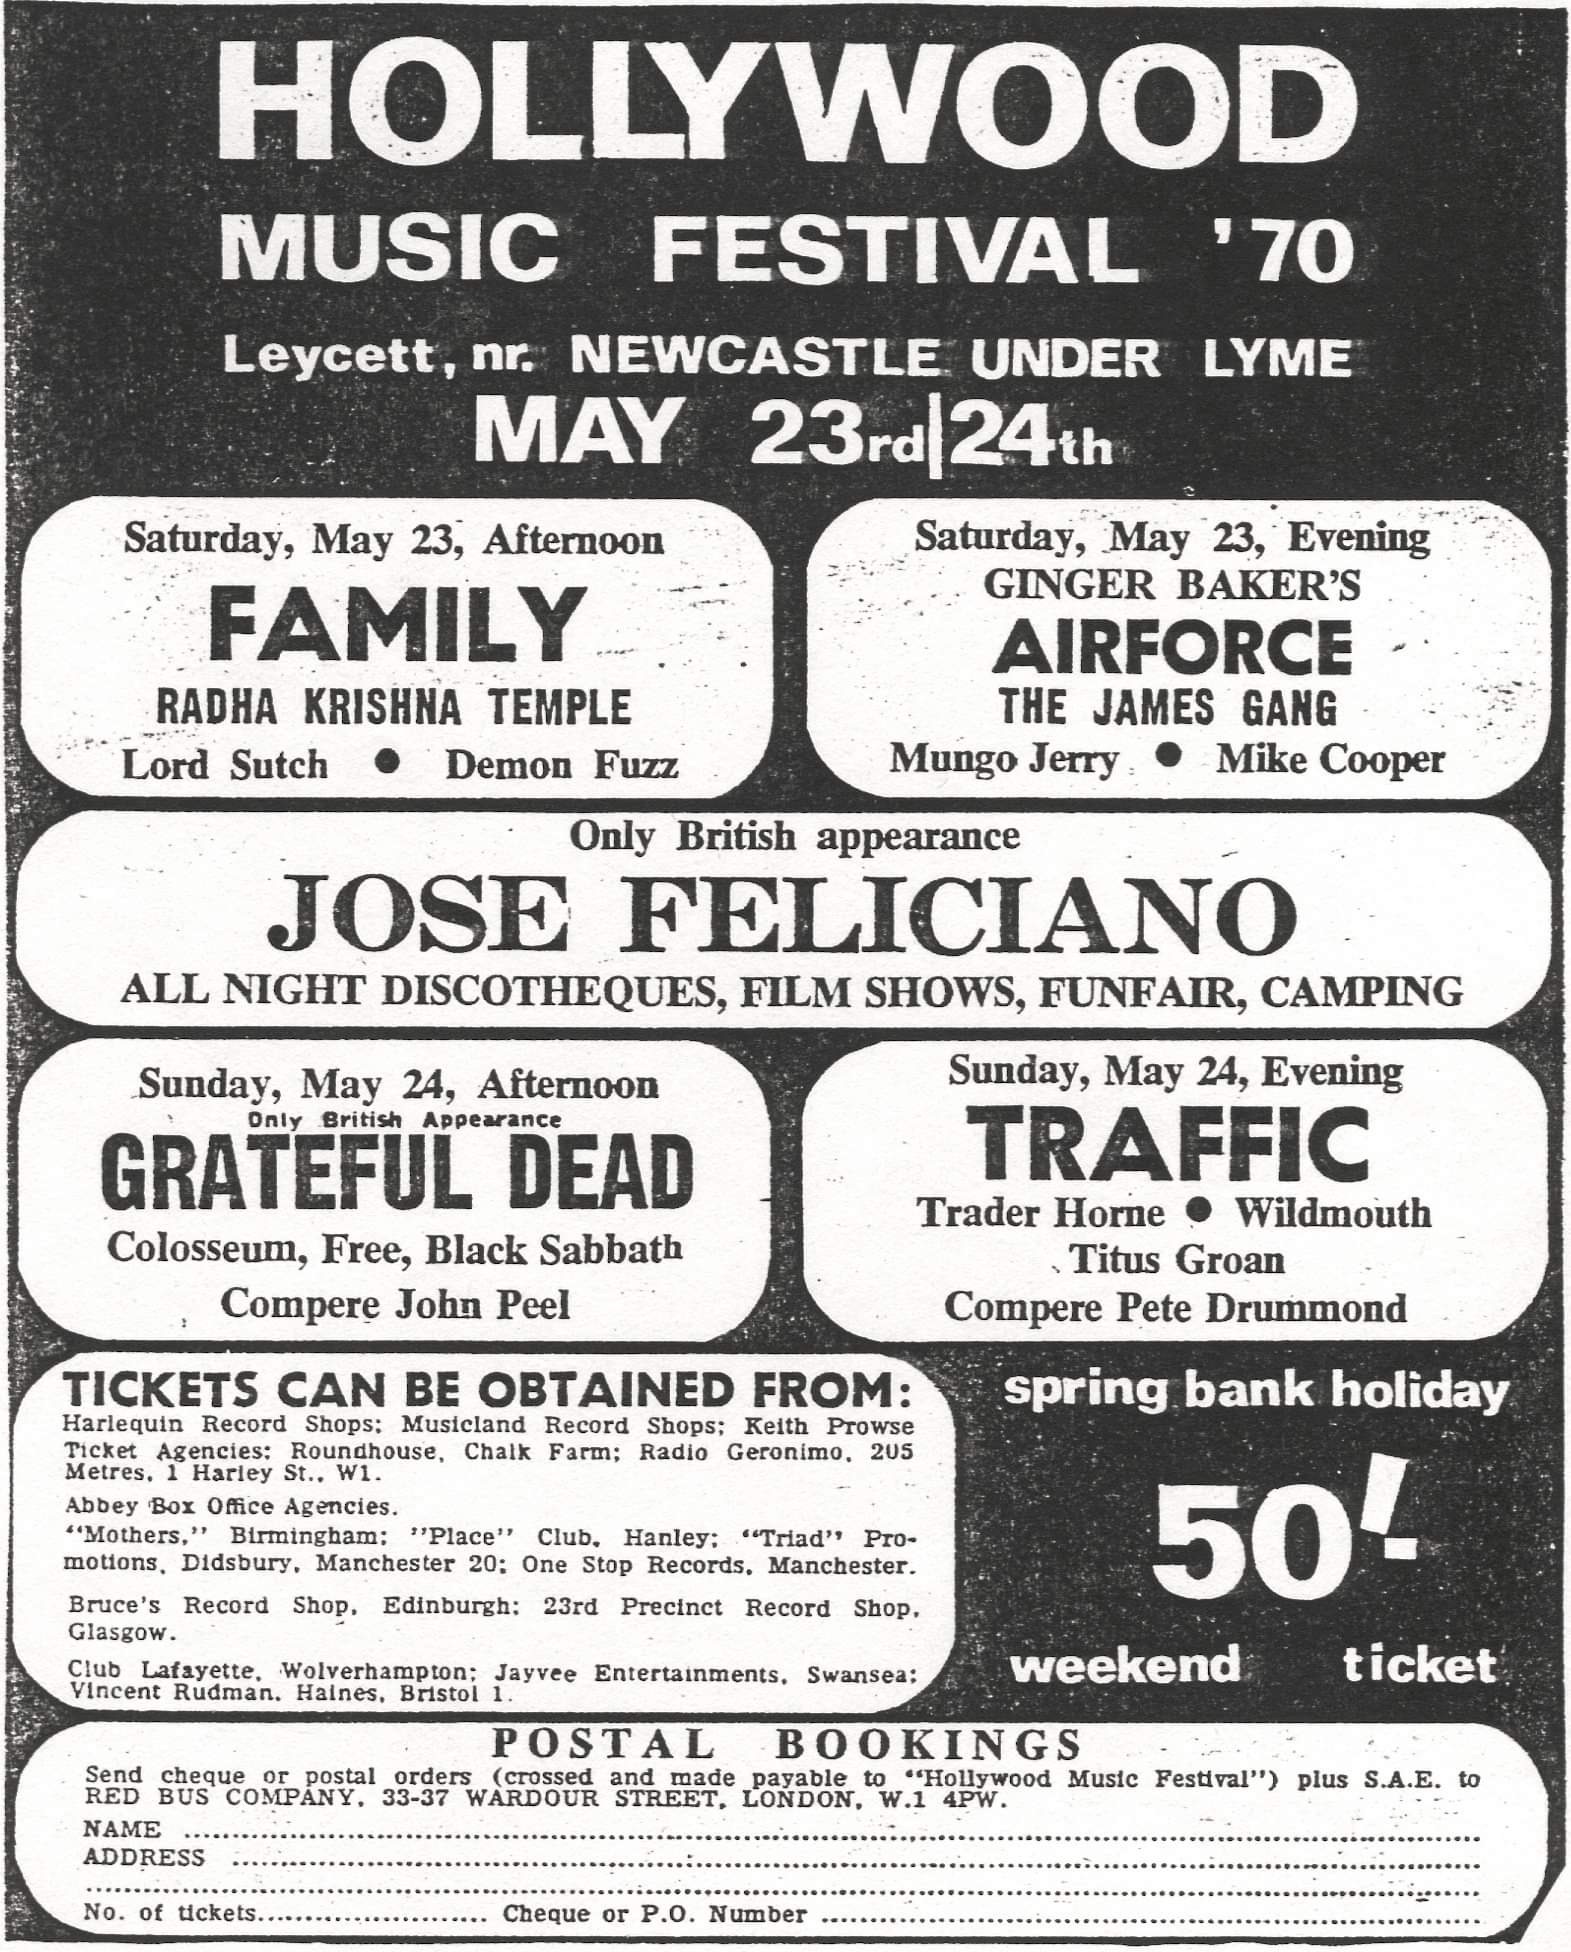 HOLLYWOOD
MUSIC FESTIVAL '70
Leycett, nr. NEWCASTLE UNDER LYME
MAY 23rd/24th
Saturday, May 23, Afternoon
FAMILY
RADHA KRISHNA TEMPLE
Lord Sutch ● Demon Fuzz
Saturday, May 23, Evening
GINGER BAKER'S
AIRFORCE
THE JAMES GANG
Mungo Jerry ● Mike Cooper
Only British appearance
JOSE FELICIANO
ALL NIGHT DISCOTHEQUES, FILM SHOWS, FUNFAIR, CAMPING
Sunday, May 24, Afternoon
Only British Appearance
GRATEFUL DEAD
Colosseum, Free, Black Sabbath
Compere John Peel
Sunday, May 24, Evening
TRAFFIC
Trader Horne ● Wildmouth
Titus Groan
Compere Pete Drummond
TICKETS CAN BE OBTAINED FROM:
Harlequin Record Shops; Musicland Record Shops; Keith Prowse
Ticket Agencies; Roundhouse, Chalk Farm; Radio Geronimo, 205
Metres, 1 Harley St., W1.
Abbey Box Office Agencies.
"Mothers," Birmingham; "Place" Club, Hanley; "Triad" Pro-
motions, Didsbury, Manchester 20; One Stop Records, Manchester.
Bruce's Record Shop, Edinburgh; 23rd Precinct Record Shop,
Glasgow.
Club Lafayette, Wolverhampton; Jayvee Entertainments, Swansea;
Vincent Rudman, Haines, Bristol 1.
spring bank holiday
50/-
weekend ticket
POSTAL BOOKINGS
Send cheque or postal orders (crossed and made payable to "Hollywood Music Festival") plus S.A.E. to
RED BUS COMPANY, 33-37 WARDOUR STREET, LONDON, W.1 4PW.
NAME
ADDRESS
No. of tickets Cheque or P.O. Number